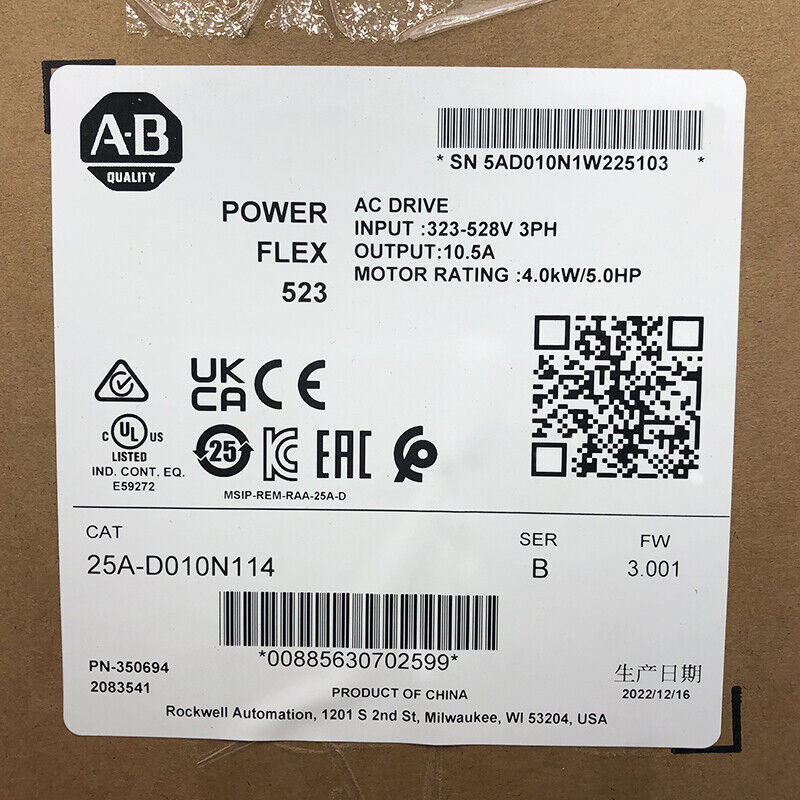 A-B
QUALITY
* SN 5AD010N1W225103 *
POWER
FLEX
523
AC DRIVE
INPUT :323-528V 3PH
OUTPUT:10.5A
MOTOR RATING :4.0kW/5.0HP
UK
CA
CE
C UL US
LISTED
IND. CONT. EQ.
E59272
25
KC
EAC
MSIP-REM-RAA-25A-D
CAT
25A-D010N114
SER
B
FW
3.001
*00885630702599*
PN-350694
2083541
生产日期
2022/12/16
PRODUCT OF CHINA
Rockwell Automation, 1201 S 2nd St, Milwaukee, WI 53204, USA